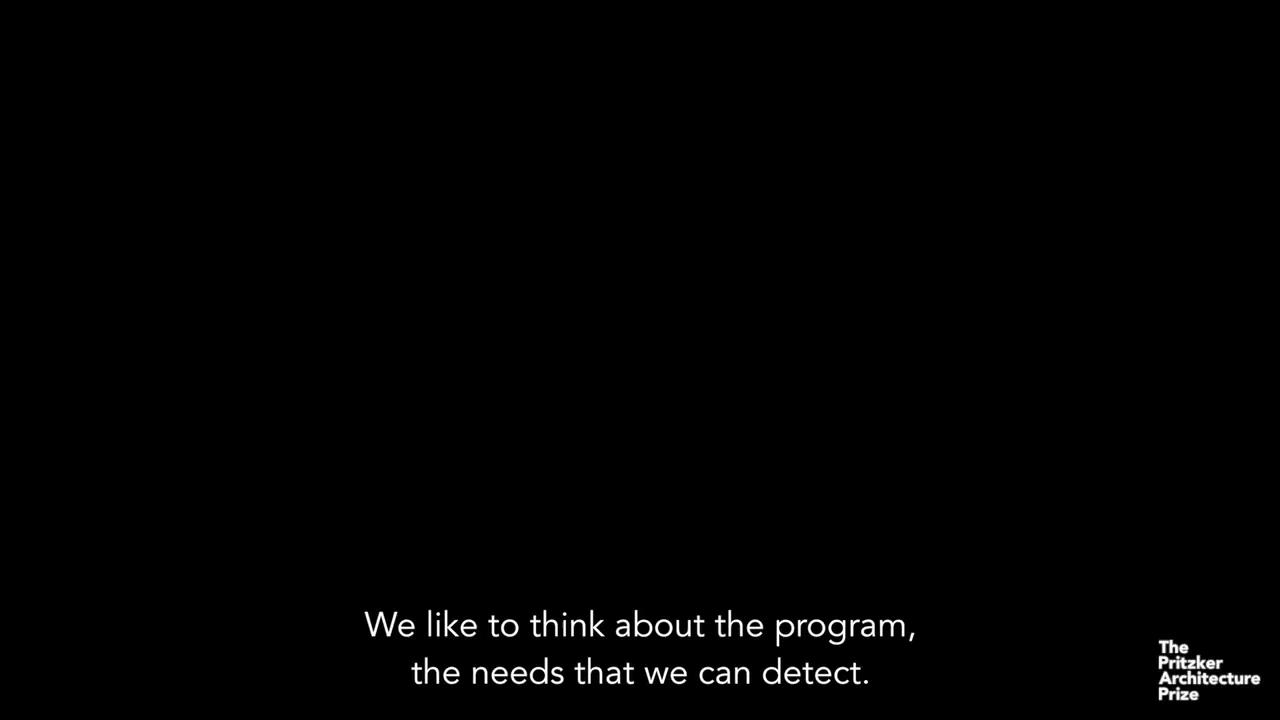 We like to think about the program,
the needs that we can detect.
The
Pritzker
Architecture
Prize